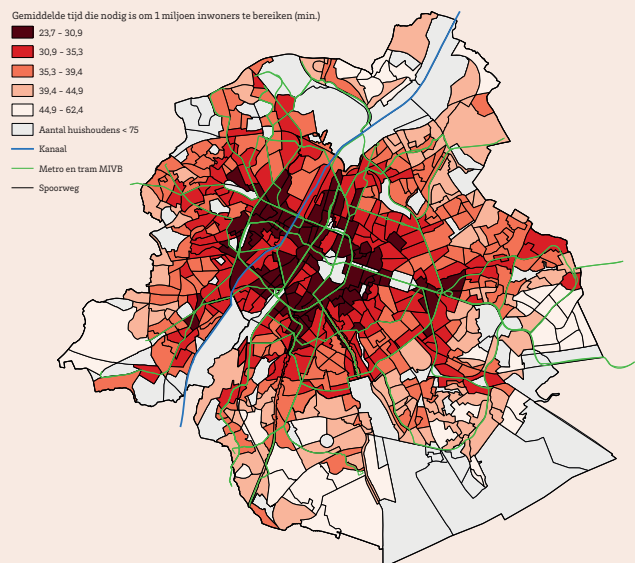 Gemiddelde tijd die nodig is om 1 miljoen inwoners te bereiken (min.)
23,7 – 30,9
30,9 – 35,3
35,3 – 39,4
39,4 – 44,9
44,9 – 62,4
Aantal huishoudens < 75
Kanaal
Metro en tram MIVB
Spoorweg